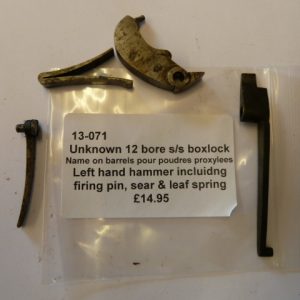 13-071
Unknown 12 bore s/s boxlock
Name on barrels pour poudres proxylees
Left hand hammer incluidng
firing pin, sear & leaf spring
£14.95